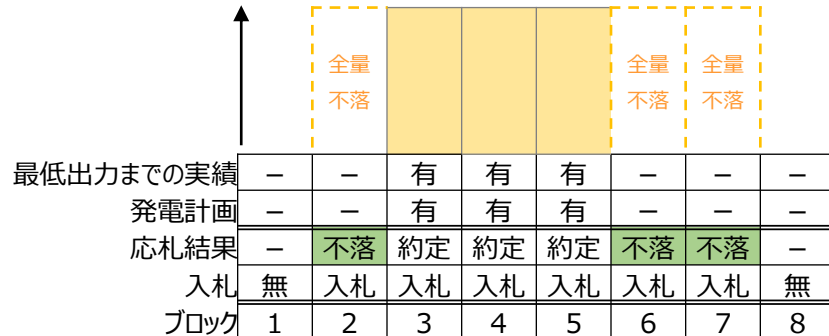 全量 全量 全量
不落 不落 不落
最低出力までの実績 － － 有 有 有 － － －
発電計画 － － 有 有 有 － － －
応札結果 － 不落 約定 約定 約定 不落 不落 －
入札 無 入札 入札 入札 入札 入札 入札 無
ブロック 1 2 3 4 5 6 7 8